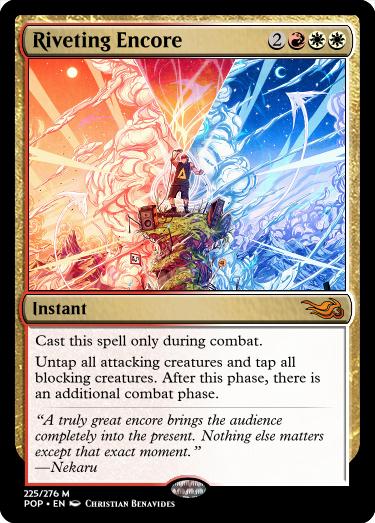 Riveting Encore 2
Instant
Cast this spell only during combat.
Untap all attacking creatures and tap all
blocking creatures. After this phase, there is
an additional combat phase.
“A truly great encore brings the audience
completely into the present. Nothing else matters
except that exact moment.”
—Nekaru
225/276 M
POP • EN Christian Benavides